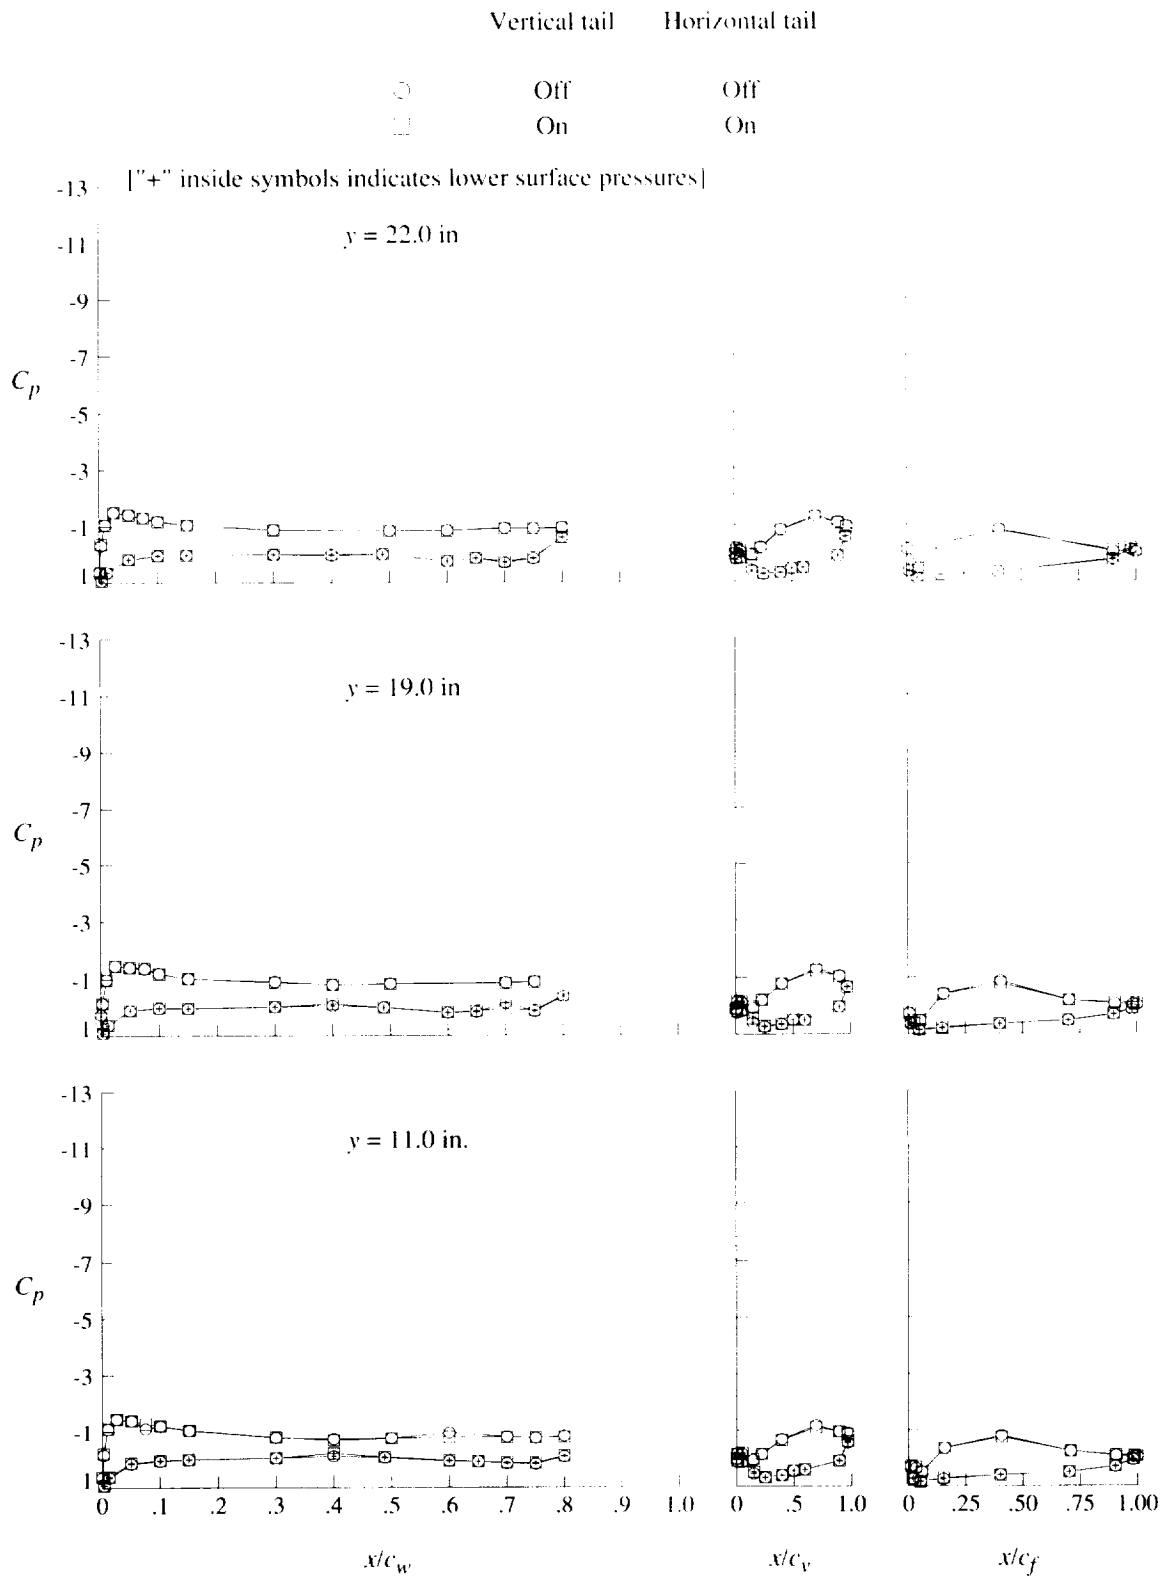 Vertical tail Horizontal tail
Off Off
On On
["+" inside symbols indicates lower surface pressures]
-13
y = 22.0 in
-11
-9
-7
Cp
-5
-3
-1
1
-13
y = 19.0 in
-11
-9
-7
Cp
-5
-3
-1
1
-13
y = 11.0 in.
-11
-9
-7
Cp
-5
-3
-1
1
0 .1 .2 .3 .4 .5 .6 .7 .8 .9 1.0 0 .5 1.0 0 .25 .50 .75 1.00
x/cw x/cv x/cf